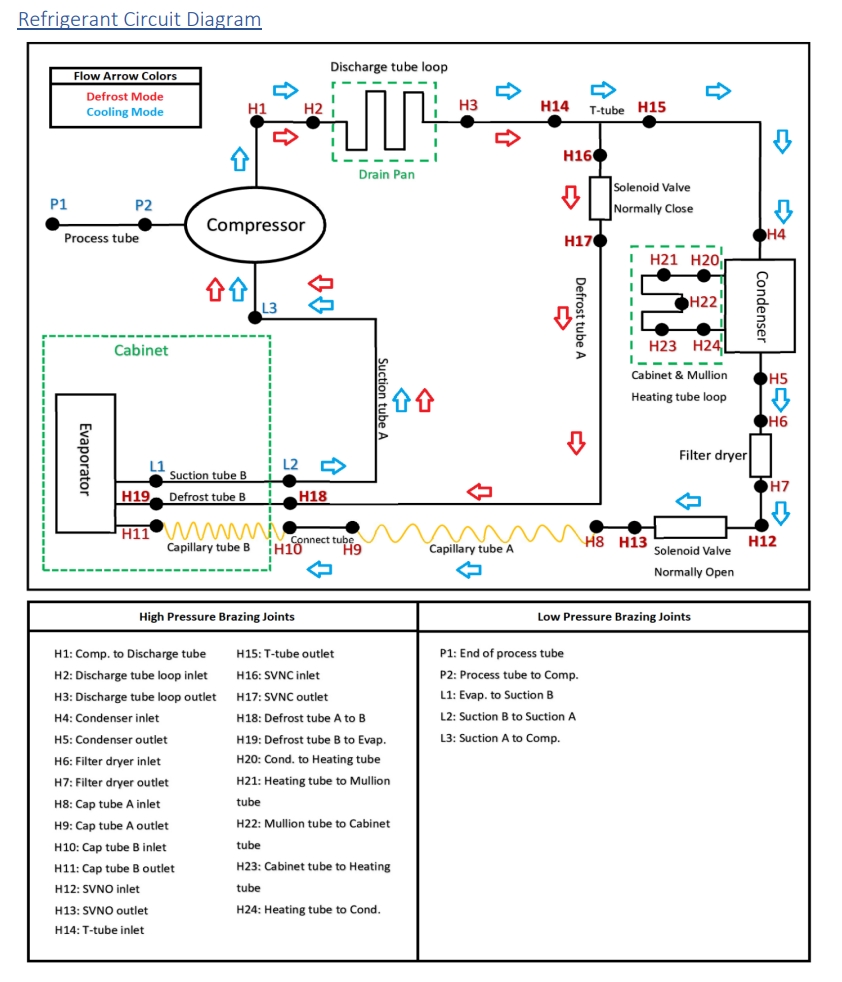 Refrigerant Circuit Diagram
Flow Arrow Colors
Defrost Mode
Cooling Mode
Discharge tube loop
H1
H2
H3
H14
T-tube
H15
Drain Pan
H16
Solenoid Valve
Normally Close
P1
P2
Process tube
Compressor
H17
H4
H21
H20
H22
H23
H24
Condenser
L3
Defrost tube A
Cabinet
Suction tube A
Cabinet & Mullion
Heating tube loop
H5
H6
Evaporator
Filter dryer
L1
Suction tube B
L2
H19
Defrost tube B
H18
H7
H11
Capillary tube B
H10
Connect tube
H9
Capillary tube A
H8
H13
Solenoid Valve
Normally Open
H12
High Pressure Brazing Joints
Low Pressure Brazing Joints
H1: Comp. to Discharge tube
H2: Discharge tube loop inlet
H3: Discharge tube loop outlet
H4: Condenser inlet
H5: Condenser outlet
H6: Filter dryer inlet
H7: Filter dryer outlet
H8: Cap tube A inlet
H9: Cap tube A outlet
H10: Cap tube B inlet
H11: Cap tube B outlet
H12: SVNO inlet
H13: SVNO outlet
H14: T-tube inlet
H15: T-tube outlet
H16: SVNC inlet
H17: SVNC outlet
H18: Defrost tube A to B
H19: Defrost tube B to Evap.
H20: Cond. to Heating tube
H21: Heating tube to Mullion
tube
H22: Mullion tube to Cabinet
tube
H23: Cabinet tube to Heating
tube
H24: Heating tube to Cond.
P1: End of process tube
P2: Process tube to Comp.
L1: Evap. to Suction B
L2: Suction B to Suction A
L3: Suction A to Comp.